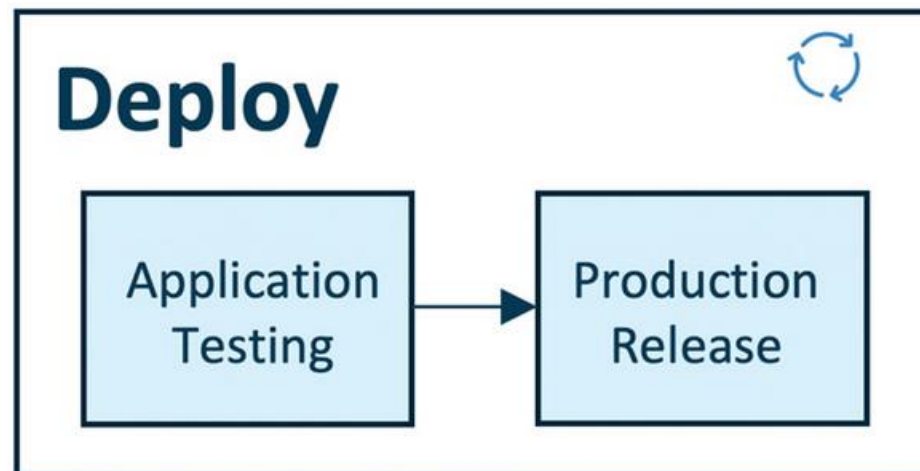 Deploy
Application
Testing
Production
Release